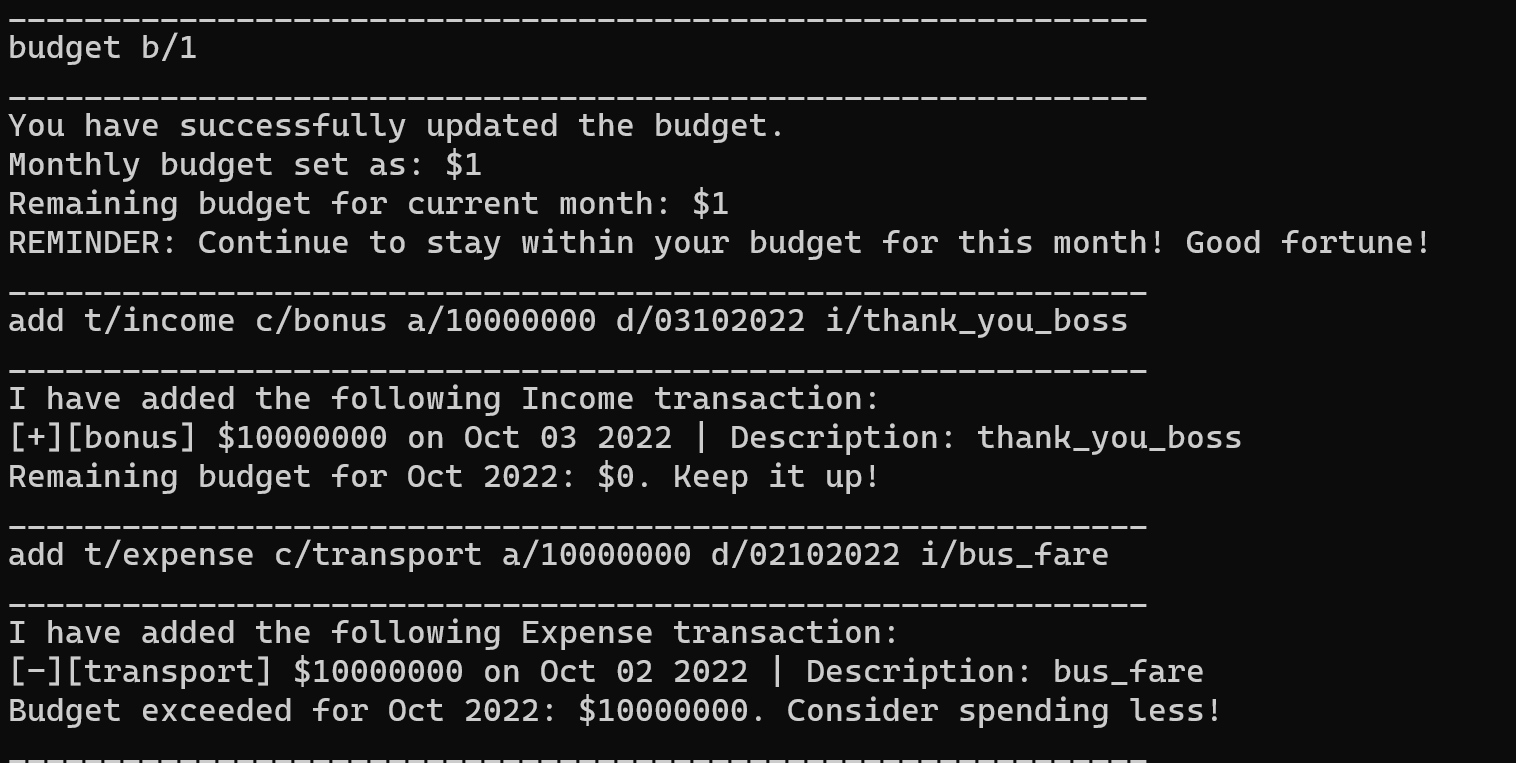 ____________________________________________________________
budget b/1
____________________________________________________________
You have successfully updated the budget.
Monthly budget set as: $1
Remaining budget for current month: $1
REMINDER: Continue to stay within your budget for this month! Good fortune!
____________________________________________________________
add t/income c/bonus a/10000000 d/03102022 i/thank_you_boss
____________________________________________________________
I have added the following Income transaction:
[+][bonus] $10000000 on Oct 03 2022 | Description: thank_you_boss
Remaining budget for Oct 2022: $0. Keep it up!
____________________________________________________________
add t/expense c/transport a/10000000 d/02102022 i/bus_fare
____________________________________________________________
I have added the following Expense transaction:
[-][transport] $10000000 on Oct 02 2022 | Description: bus_fare
Budget exceeded for Oct 2022: $10000000. Consider spending less!
____________________________________________________________